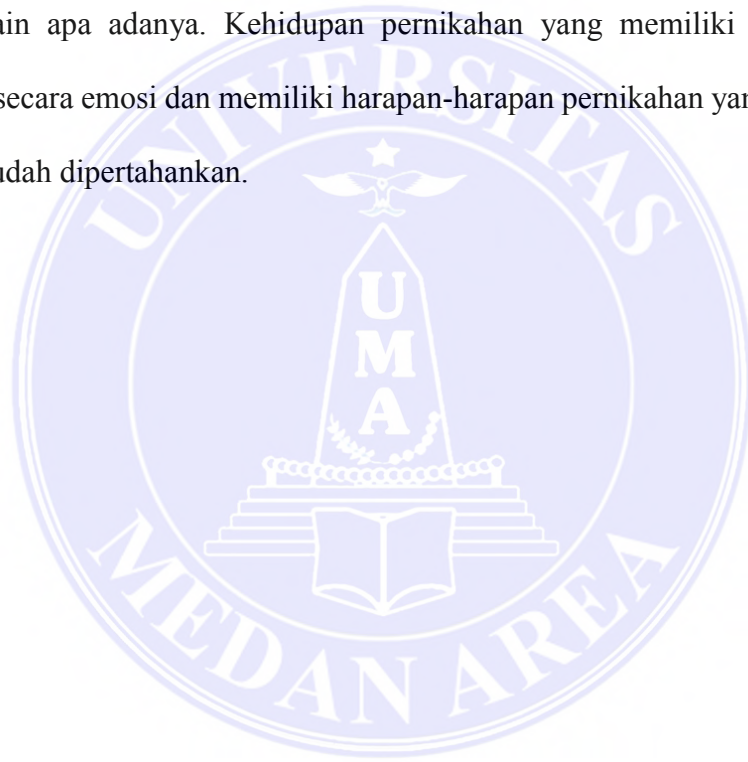 ain apa adanya. Kehidupan pernikahan yang memiliki
secara emosi dan memiliki harapan-harapan pernikahan yan
udah dipertahankan.
UNIVERSITAS
U
M
A
MEDAN AREA